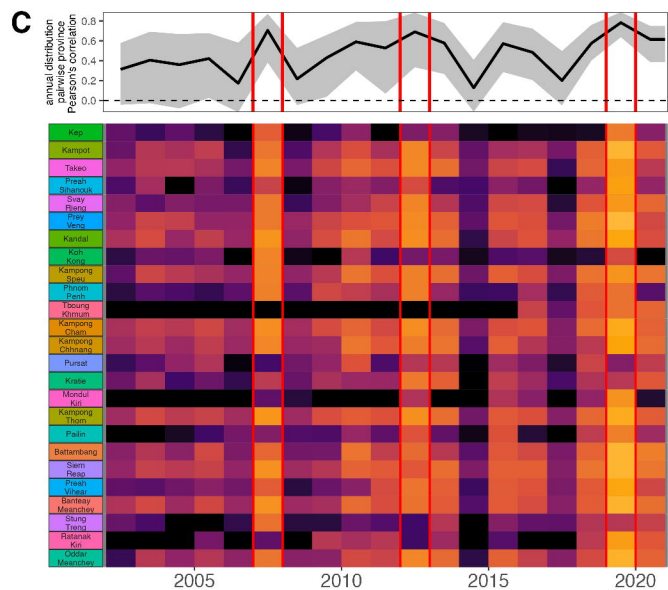 C
annual distribution
pairwise province
Pearson's correlation
0.8
0.6
0.4
0.2
0.0
Kep
Kampot
Takeo
Preah
Sihanouk
Svay
Rieng
Prey
Veng
Kandal
Koh
Kong
Kampong
Speu
Phnom
Penh
Tboung
Khmum
Kampong
Cham
Kampong
Chhnang
Pursat
Kratie
Mondul
Kiri
Kampong
Thom
Pailin
Battambang
Siem
Reap
Preah
Vihear
Banteay
Meanchey
Stung
Treng
Ratanak
Kiri
Oddar
Meanchey
2005
2010
2015
2020